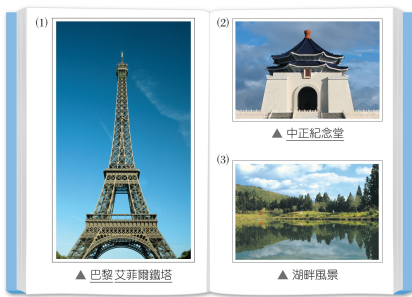 (1)
▲ 巴黎艾菲爾鐵塔
(2)
▲ 中正紀念堂
(3)
▲ 湖畔風景